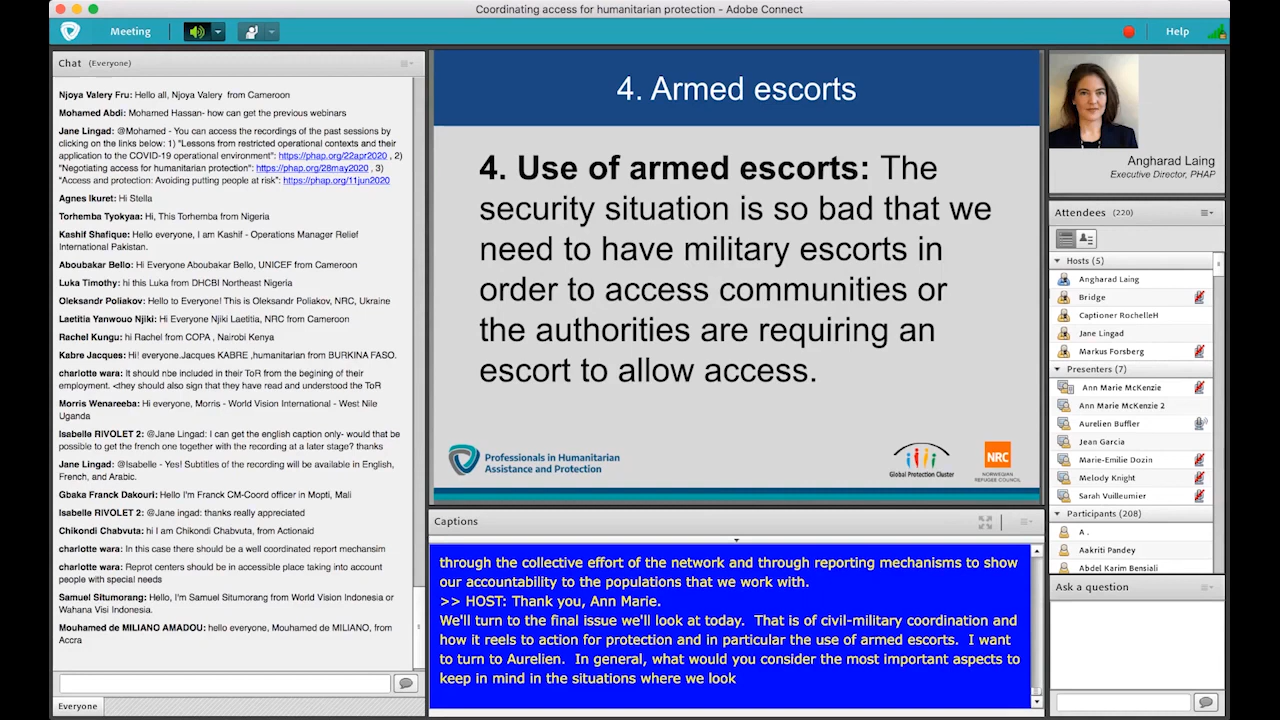 Coordinating access for humanitarian protection - Adobe Connect
Meeting
Help
Chat (Everyone)
Njoya Valery Fru: Hello all, Njoya Valery from Cameroon
Mohamed Abdi: Mohamed Hassan- how can get the previous webinars
Jane Lingad: @Mohamed - You can access the recordings of the past sessions by
clicking on the links below: 1) "Lessons from restricted operational contexts and their
application to the COVID-19 operational environment": https://phap.org/22apr2020 , 2)
"Negotiating access for humanitarian protection": https://phap.org/28may2020 , 3)
"Access and protection: Avoiding putting people at risk": https://phap.org/11jun2020
Agnes Ikuret: Hi Stella
Torhemba Tyokyaa: Hi, This Torhemba from Nigeria
Kashif Shafique: Hello everyone, I am Kashif - Operations Manager Relief
International Pakistan.
Aboubakar Bello: Hi Everyone Aboubakar Bello, UNICEF from Cameroon
Luka Timothy: hi this Luka from DHCBI Northeast Nigeria
Oleksandr Poliakov: Hello to Everyone! This is Oleksandr Poliakov, NRC, Ukraine
Laetitia Yanwouo Njiki: Hi Everyone Njiki Laetitia, NRC from Cameroon
Rachel Kungu: hi Rachel from COPA , Nairobi Kenya
Kabre Jacques: Hi! everyone.Jacques KABRE ,humanitarian from BURKINA FASO.
charlotte wara: It should nbe included in their ToR from the begining of their
employment. <they should also sign that they have read and understood the ToR
Morris Wenareeba: Hi everyone, Morris - World Vision International - West Nile
Uganda
Isabelle RIVOLET 2: @Jane Lingad: I can get the english caption only- would that be
possible to get the french one together with the recording at a later stage? thanks
Jane Lingad: @Isabelle - Yes! Subtitles of the recording will be available in English,
French, and Arabic.
Gbaka Franck Dakouri: Hello I'm Franck CM-Coord officer in Mopti, Mali
Isabelle RIVOLET 2: @Jane ingad: thanks really appreciated
Chikondi Chabvuta: hi I am Chikondi Chabvuta, from Actionaid
charlotte wara: In this case there should be a well coordinated report mechansim
charlotte wara: Reprot centers should be in accessible place taking into account
people with special needs
Samuel Situmorang: Hello, I'm Samuel Situmorang from World Vision Indonesia or
Wahana Visi Indonesia.
Mouhamed de MILIANO AMADOU: hello everyone, Mouhamed de MILIANO, from
Accra
Everyone
4. Armed escorts
4. Use of armed escorts: The
security situation is so bad that we
need to have military escorts in
order to access communities or
the authorities are requiring an
escort to allow access.
Professionals in Humanitarian
Assistance and Protection
Global Protection Cluster
NRC
NORWEGIAN
REFUGEE COUNCIL
Captions
through the collective effort of the network and through reporting mechanisms to show
our accountability to the populations that we work with.
>> HOST: Thank you, Ann Marie.
We'll turn to the final issue we'll look at today. That is of civil-military coordination and
how it reels to action for protection and in particular the use of armed escorts. I want
to turn to Aurelien. In general, what would you consider the most important aspects to
keep in mind in the situations where we look
Angharad Laing
Executive Director, PHAP
Attendees (220)
Hosts (5)
Angharad Laing
Bridge
Captioner RochelleH
Jane Lingad
Markus Forsberg
Presenters (7)
Ann Marie McKenzie
Ann Marie McKenzie 2
Aurelien Buffler
Jean Garcia
Marie-Emilie Dozin
Melody Knight
Sarah Vuilleumier
Participants (208)
A .
Aakriti Pandey
Abdel Karim Bensiali
Ask a question